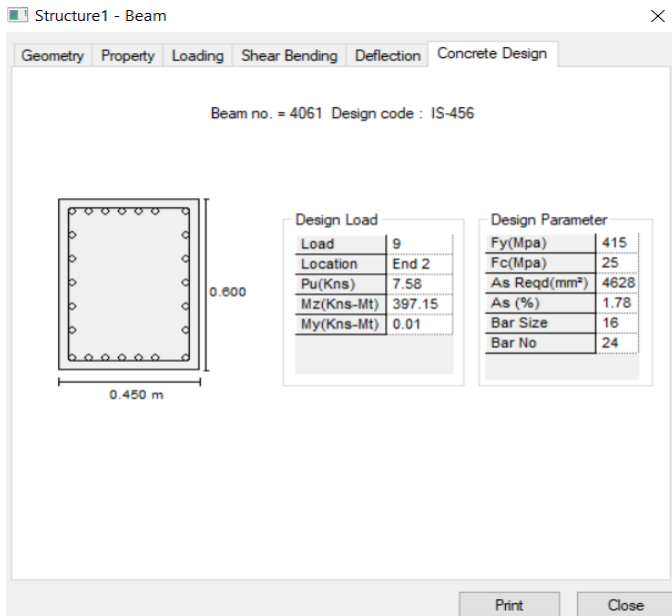 Structure1 - Beam
Geometry Property Loading Shear Bending Deflection Concrete Design
Beam no. = 4061 Design code : IS-456
0.600
0.450 m
Design Load
Load 9
Location End 2
Pu(Kns) 7.58
Mz(Kns-Mt) 397.15
My(Kns-Mt) 0.01
Design Parameter
Fy(Mpa) 415
Fc(Mpa) 25
As Reqd(mm²) 4628
As (%) 1.78
Bar Size 16
Bar No 24
Print Close